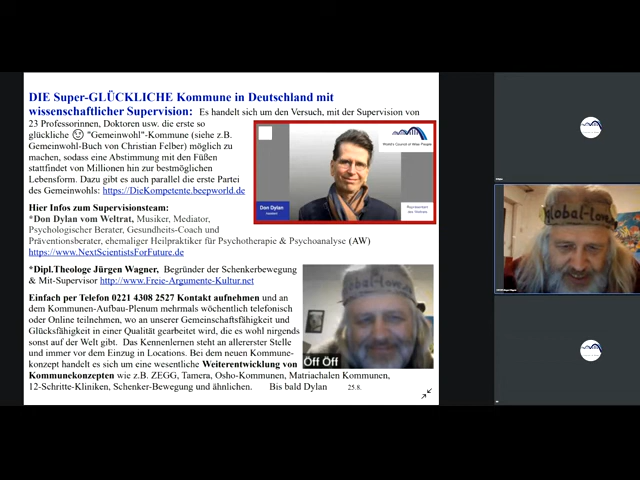 DIE Super-GLÜCKLICHE Kommune in Deutschland mit
wissenschaftlicher Supervision: Es handelt sich um den Versuch, mit der Supervision von
23 Professorinnen, Doktoren usw. die erste so
glückliche 😉 "Gemeinwohl"-Kommune (siehe z.B.
Gemeinwohl-Buch von Christian Felber) möglich zu
machen, sodass eine Abstimmung mit den Füßen
stattfindet von Millionen hin zur bestmöglichen
Lebensform. Dazu gibt es auch parallel die erste Partei
des Gemeinwohls: https://DieKompetente.beepworld.de
World's Council of Wise People
Don Dylan
Hier Infos zum Supervisionsteam:
*Don Dylan vom Weltrat, Musiker, Mediator,
Psychologischer Berater, Gesundheits-Coach und
Präventionsberater, ehemaliger Heilpraktiker für Psychotherapie & Psychoanalyse (AW)
https://www.NextScientistsForFuture.de
*Dipl.Theologe Jürgen Wagner, Begründer der Schenkerbewegung
& Mit-Supervisor http://www.Freie-Argumente-Kultur.net
Einfach per Telefon 0221 4308 2527 Kontakt aufnehmen und an
dem Kommunen-Aufbau-Plenum mehrmals wöchentlich telefonisch
oder Online teilnehmen, wo an unserer Gemeinschaftsfähigkeit und
Glücksfähigkeit in einer Qualität gearbeitet wird, die es wohl nirgends
sonst auf der Welt gibt. Das Kennenlernen steht an allererster Stelle
und immer vor dem Einzug in Locations. Bei dem neuen Kommune-
konzept handelt es sich um eine wesentliche Weiterentwicklung von
Kommunekonzepten wie z.B. ZEGG, Tamera, Osho-Kommunen, Matriachalen Kommunen,
12-Schritte-Kliniken, Schenker-Bewegung und ähnlichen. Bis bald Dylan 25.8.
global-love
Öff Öff
global-love